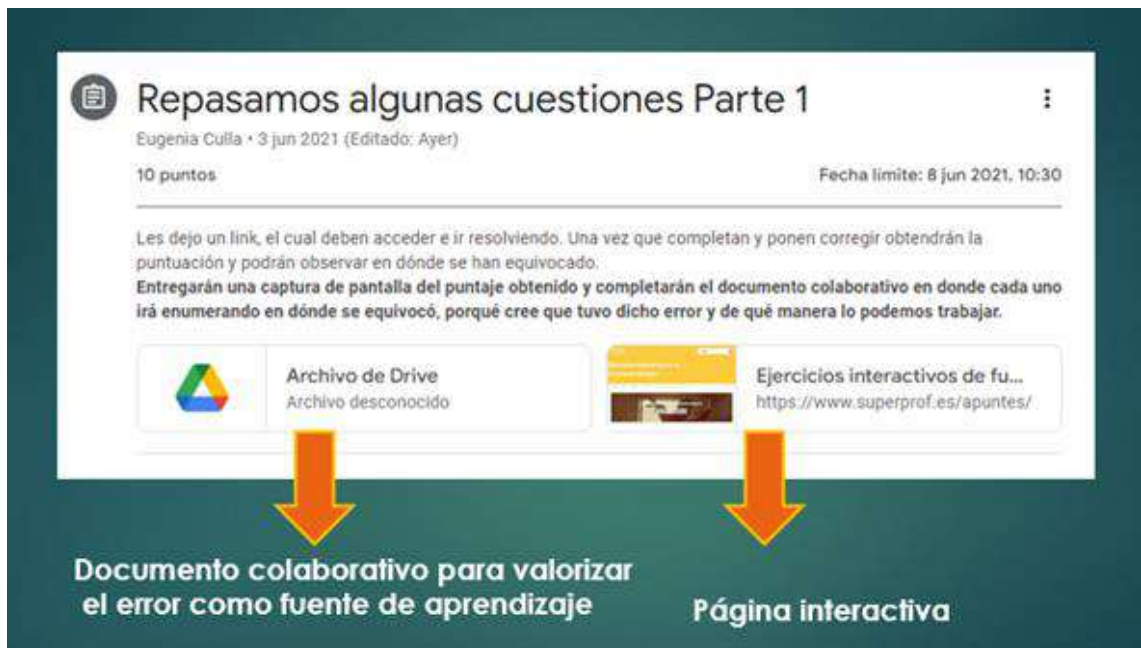 Repasamos algunas cuestiones Parte 1
Eugenia Culla • 3 jun 2021 (Editado: Ayer)
10 puntos
Fecha límite: 8 jun 2021, 10:30
Les dejo un link, el cual deben acceder e ir resolviendo. Una vez que completan y ponen corregir obtendrán la
puntuación y podrán observar en dónde se han equivocado.
Entregarán una captura de pantalla del puntaje obtenido y completarán el documento colaborativo en donde cada uno
irá enumerando en dónde se equivocó, porqué cree que tuvo dicho error y de qué manera lo podemos trabajar.
Archivo de Drive
Archivo desconocido
Ejercicios interactivos de fu...
https://www.superprof.es/apuntes/
Documento colaborativo para valorizar
el error como fuente de aprendizaje
Página interactiva